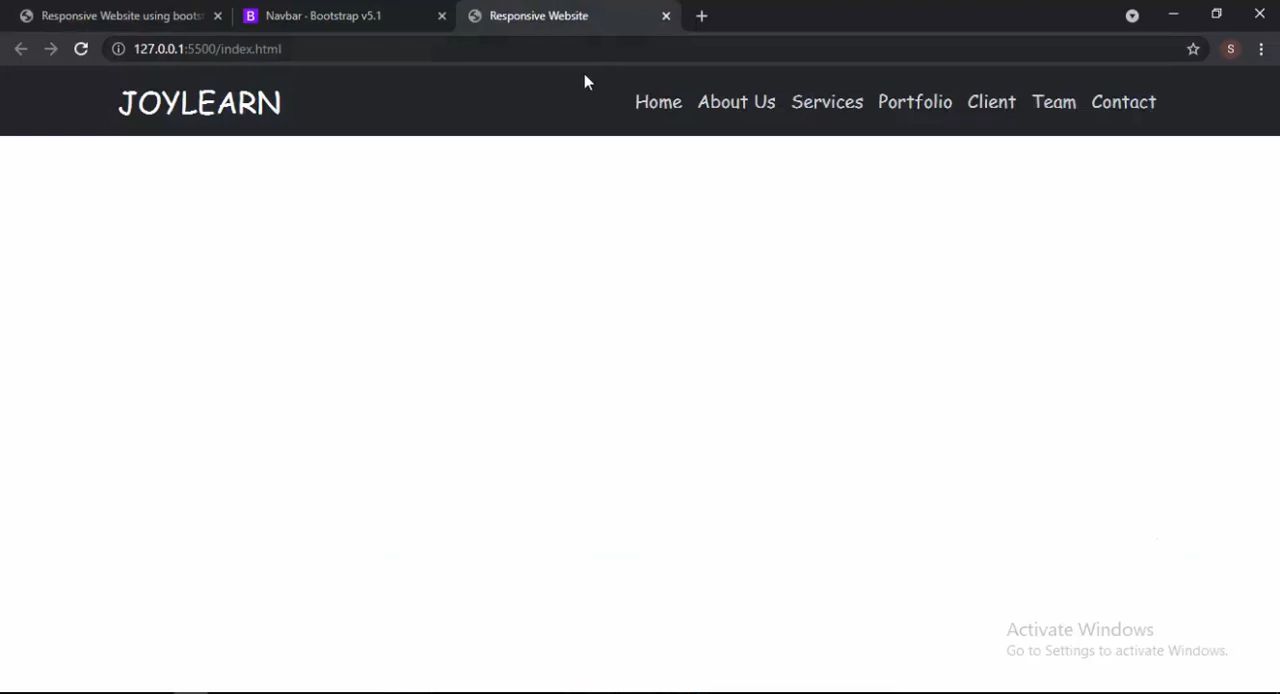 Responsive Website using boots
Navbar · Bootstrap v5.1
Responsive Website
127.0.0.1:5500/index.html
S
JOYLEARN
Home About Us Services Portfolio Client Team Contact
Activate Windows
Go to Settings to activate Windows.